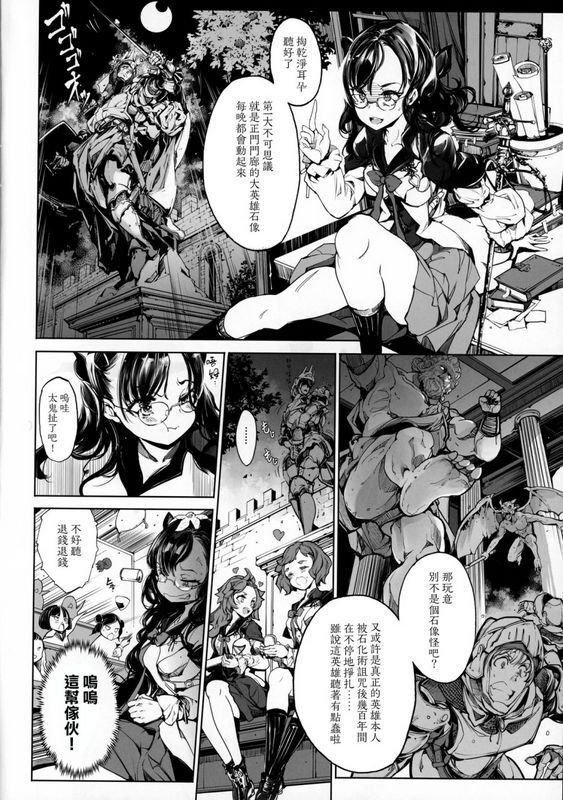 掏乾淨耳孕
聽好了
第一大不可思議
就是正門門廊的大英雄石像
每晚都會動起來
ゴゴゴゴオッ
唔…
嗚哇
太鬼扯了吧！
………
那玩意
別不是個石像怪吧？
又或許是真正的英雄本人
被石化術詛咒後幾百年間
在不停地掙扎……
雖說這英雄聽著有點蠢啦
不好聽
退錢退錢
嗚嗚
這幫傢伙！